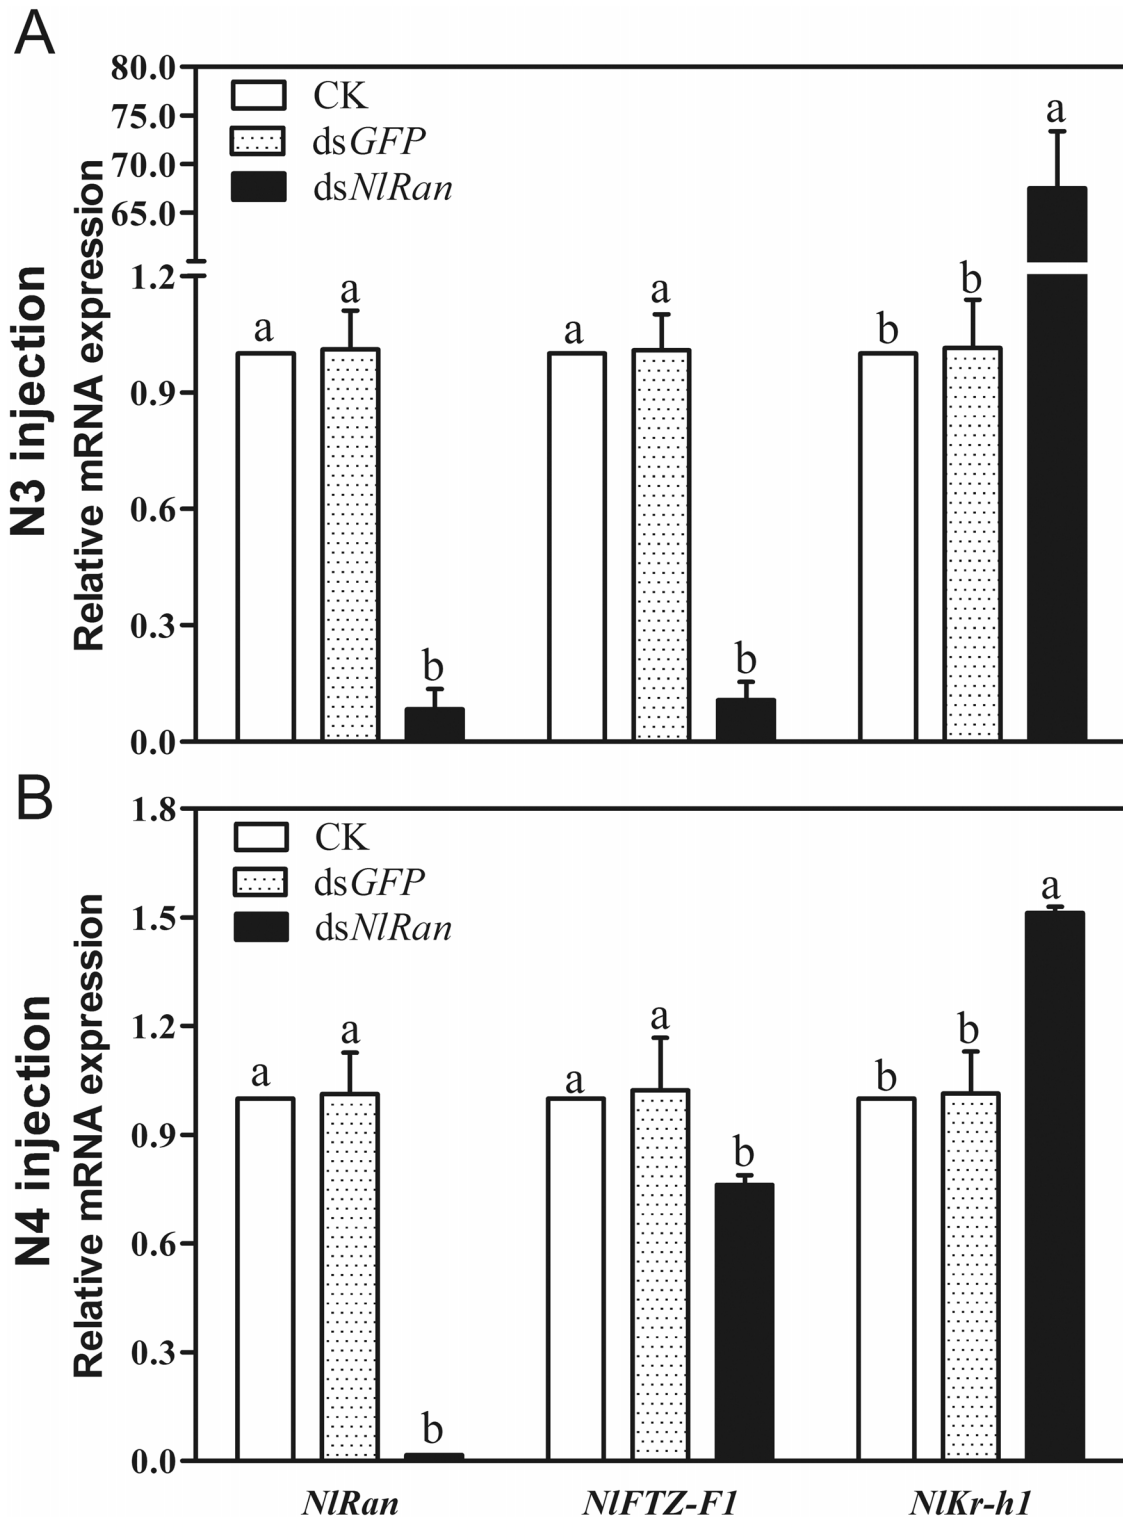 A
N3 injection
Relative mRNA expression
80.0
75.0
70.0
65.0
1.2
0.9
0.6
0.3
0.0
CK
dsGFP
dsNlRan
a
a
b
a
a
b
b
b
a
B
N4 injection
Relative mRNA expression
1.8
1.5
1.2
0.9
0.6
0.3
0.0
CK
dsGFP
dsNlRan
a
a
b
a
a
b
b
b
a
NlRan
NlFTZ-F1
NlKr-h1